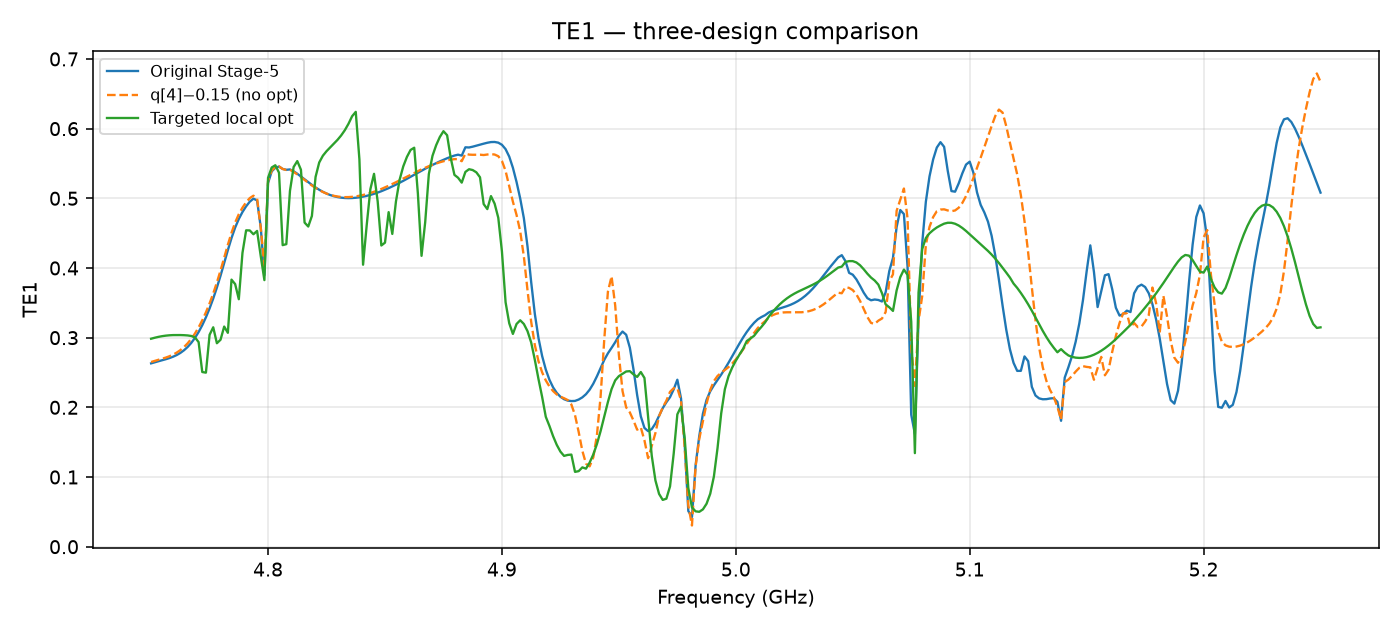 TE1 — three-design comparison
Original Stage-5
q[4]−0.15 (no opt)
Targeted local opt
TE1
0.7
0.6
0.5
0.4
0.3
0.2
0.1
0.0
4.8 4.9 5.0 5.1 5.2
Frequency (GHz)